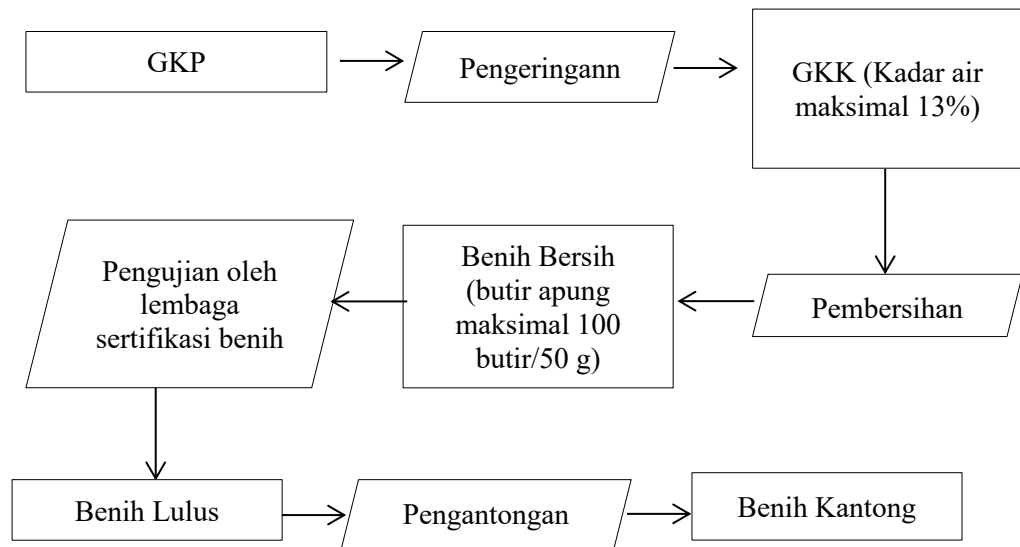 GKP
Pengeringann
GKK (Kadar air
maksimal 13%)
Pembersihan
Benih Bersih
(butir apung
maksimal 100
butir/50 g)
Pengujian oleh
lembaga
sertifikasi benih
Benih Lulus
Pengantongan
Benih Kantong